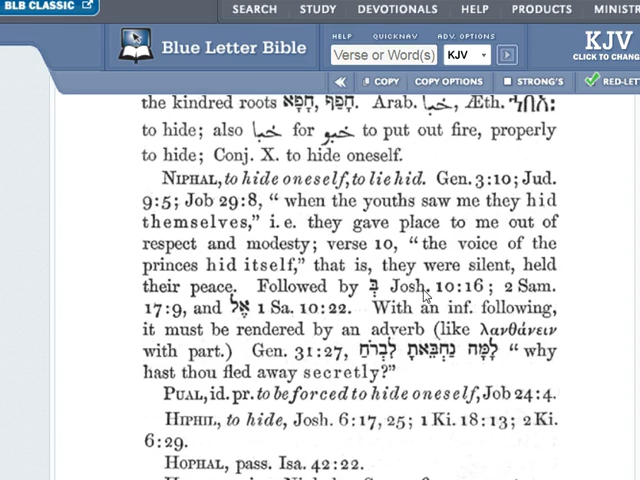 BLB CLASSIC
SEARCH STUDY DEVOTIONALS HELP PRODUCTS MINISTR
Blue Letter Bible
HELP QUICKNAV ADV. OPTIONS
Verse or Word(s) KJV
KJV
CLICK TO CHANG
COPY COPY OPTIONS STRONG'S RED-LET
the kindred roots חָפַף, חָפָא. Arab. خبا, Æth. ኀብአ:
to hide; also خبا for خبو to put out fire, properly
to hide; Conj. X. to hide oneself.
NIPHAL, to hide oneself, to lie hid. Gen. 3:10; Jud.
9:5; Job 29:8, “ when the youths saw me they hid
themselves,” i. e. they gave place to me out of
respect and modesty; verse 10, “the voice of the
princes hid itself,” that is, they were silent, held
their peace. Followed by בְּ Josh. 10:16; 2 Sam.
17:9, and אֶל 1 Sa. 10:22. With an inf. following,
it must be rendered by an adverb (like λανθάνειν
with part.) Gen. 31:27, לָמָּה נַחְבֵּאתָ לִבְרֹחַ “ why
hast thou fled away secretly?”
PUAL, id. pr. to be forced to hide oneself, Job 24:4.
HIPHIL, to hide, Josh. 6:17, 25; 1 Ki. 18:13; 2 Ki.
6:29.
HOPHAL, pass. Isa. 42:22.